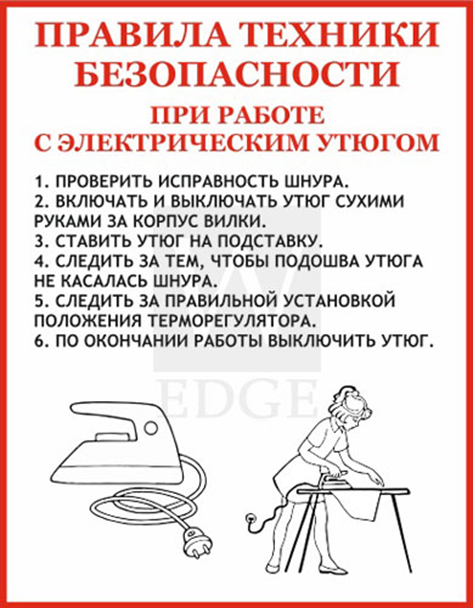 ПРАВИЛА ТЕХНИКИ
БЕЗОПАСНОСТИ
ПРИ РАБОТЕ
С ЭЛЕКТРИЧЕСКИМ УТЮГОМ
1. ПРОВЕРИТЬ ИСПРАВНОСТЬ ШНУРА.
2. ВКЛЮЧАТЬ И ВЫКЛЮЧАТЬ УТЮГ СУХИМИ
РУКАМИ ЗА КОРПУС ВИЛКИ.
3. СТАВИТЬ УТЮГ НА ПОДСТАВКУ.
4. СЛЕДИТЬ ЗА ТЕМ, ЧТОБЫ ПОДОШВА УТЮГА
НЕ КАСАЛАСЬ ШНУРА.
5. СЛЕДИТЬ ЗА ПРАВИЛЬНОЙ УСТАНОВКОЙ
ПОЛОЖЕНИЯ ТЕРМОРЕГУЛЯТОРА.
6. ПО ОКОНЧАНИИ РАБОТЫ ВЫКЛЮЧИТЬ УТЮГ.
W
EDGE